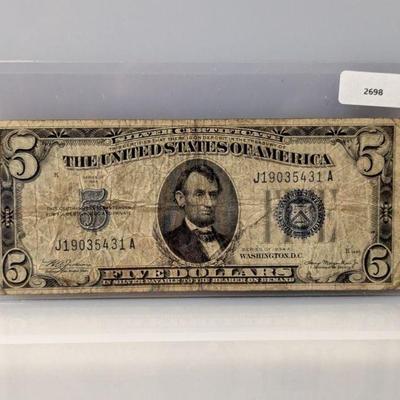 2698
SILVER CERTIFICATE
5 THE UNITED STATES OF AMERICA 5
J19035431A
5
J19035431A
SERIES OF 1934 A
WASHINGTON, D.C.
5 FIVE DOLLARS 5
IN SILVER PAYABLE TO THE BEARER ON DEMAND